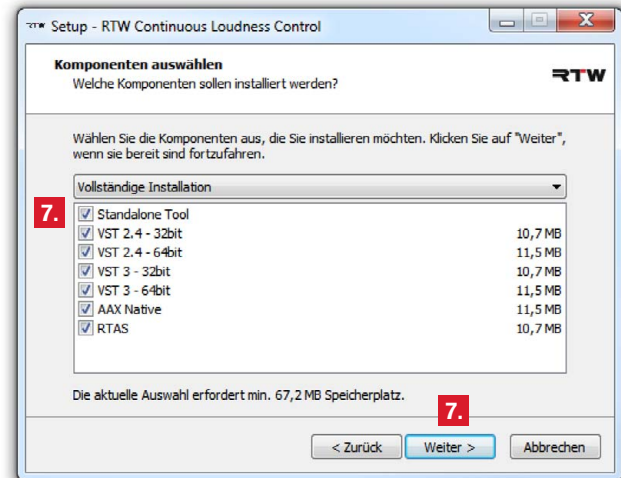 RTW Setup - RTW Continuous Loudness Control
Komponenten auswählen
Welche Komponenten sollen installiert werden?
RTW
Wählen Sie die Komponenten aus, die Sie installieren möchten. Klicken Sie auf "Weiter",
wenn sie bereit sind fortzufahren.
Vollständige Installation
7.
Standalone Tool
VST 2.4 - 32bit 10,7 MB
VST 2.4 - 64bit 11,5 MB
VST 3 - 32bit 10,7 MB
VST 3 - 64bit 11,5 MB
AAX Native 11,5 MB
RTAS 10,7 MB
Die aktuelle Auswahl erfordert min. 67,2 MB Speicherplatz.
7.
< Zurück Weiter > Abbrechen